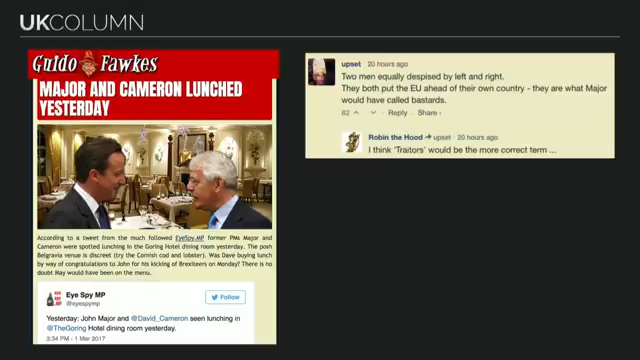 UKCOLUMN
Guido Fawkes
MAJOR AND CAMERON LUNCHED
YESTERDAY
According to a tweet from the much followed EyeSpy.MP former PMs Major and
Cameron were spotted lunching in the Goring Hotel dining room yesterday. The posh
Belgravia venue is discreet (try the Cornish cod and lobster). Was Dave buying lunch
by way of congratulations to John for his kicking of Brexiteers on Monday? There is no
doubt May would have been on the menu.
Eye Spy MP
@eyespymp
Follow
Yesterday: John Major and @David_Cameron seen lunching in
@TheGoring Hotel dining room yesterday.
3:34 PM - 1 Mar 2017
upset · 20 hours ago
Two men equally despised by left and right.
They both put the EU ahead of their own country - they are what Major
would have called bastards.
82 Reply · Share ›
Robin the Hood upset · 20 hours ago
I think 'Traitors' would be the more correct term ...